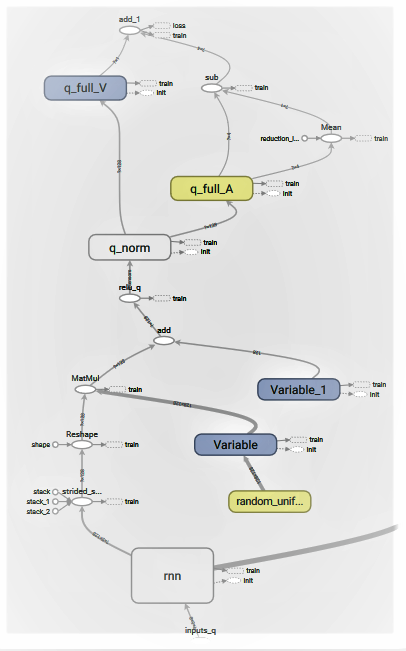 add_1
loss
train
q_full_V
train
init
sub
train
Mean
reduction_i...
train
q_full_A
train
init
q_norm
train
init
relu_q
train
add
MatMul
train
Variable_1
train
init
Reshape
shape
train
Variable
train
init
stack
strided_s...
stack_1
train
stack_2
random_unif...
rnn
train
init
inputs_q